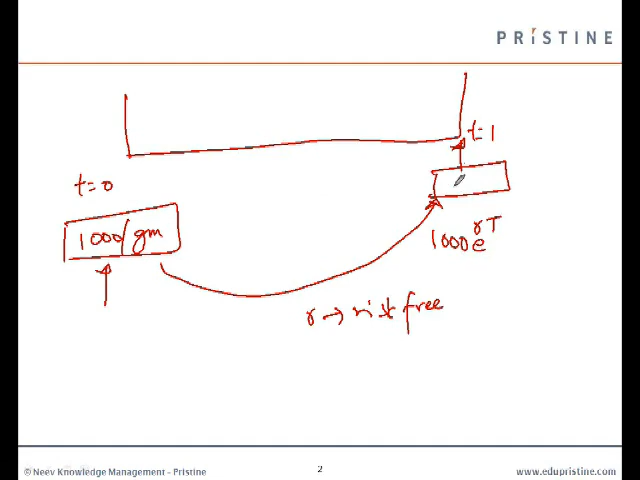 PRISTINE
t=1
t=0
1000/gm
1000e^rT
r→ risk free
© Neev Knowledge Management - Pristine
2
www.edupristine.com